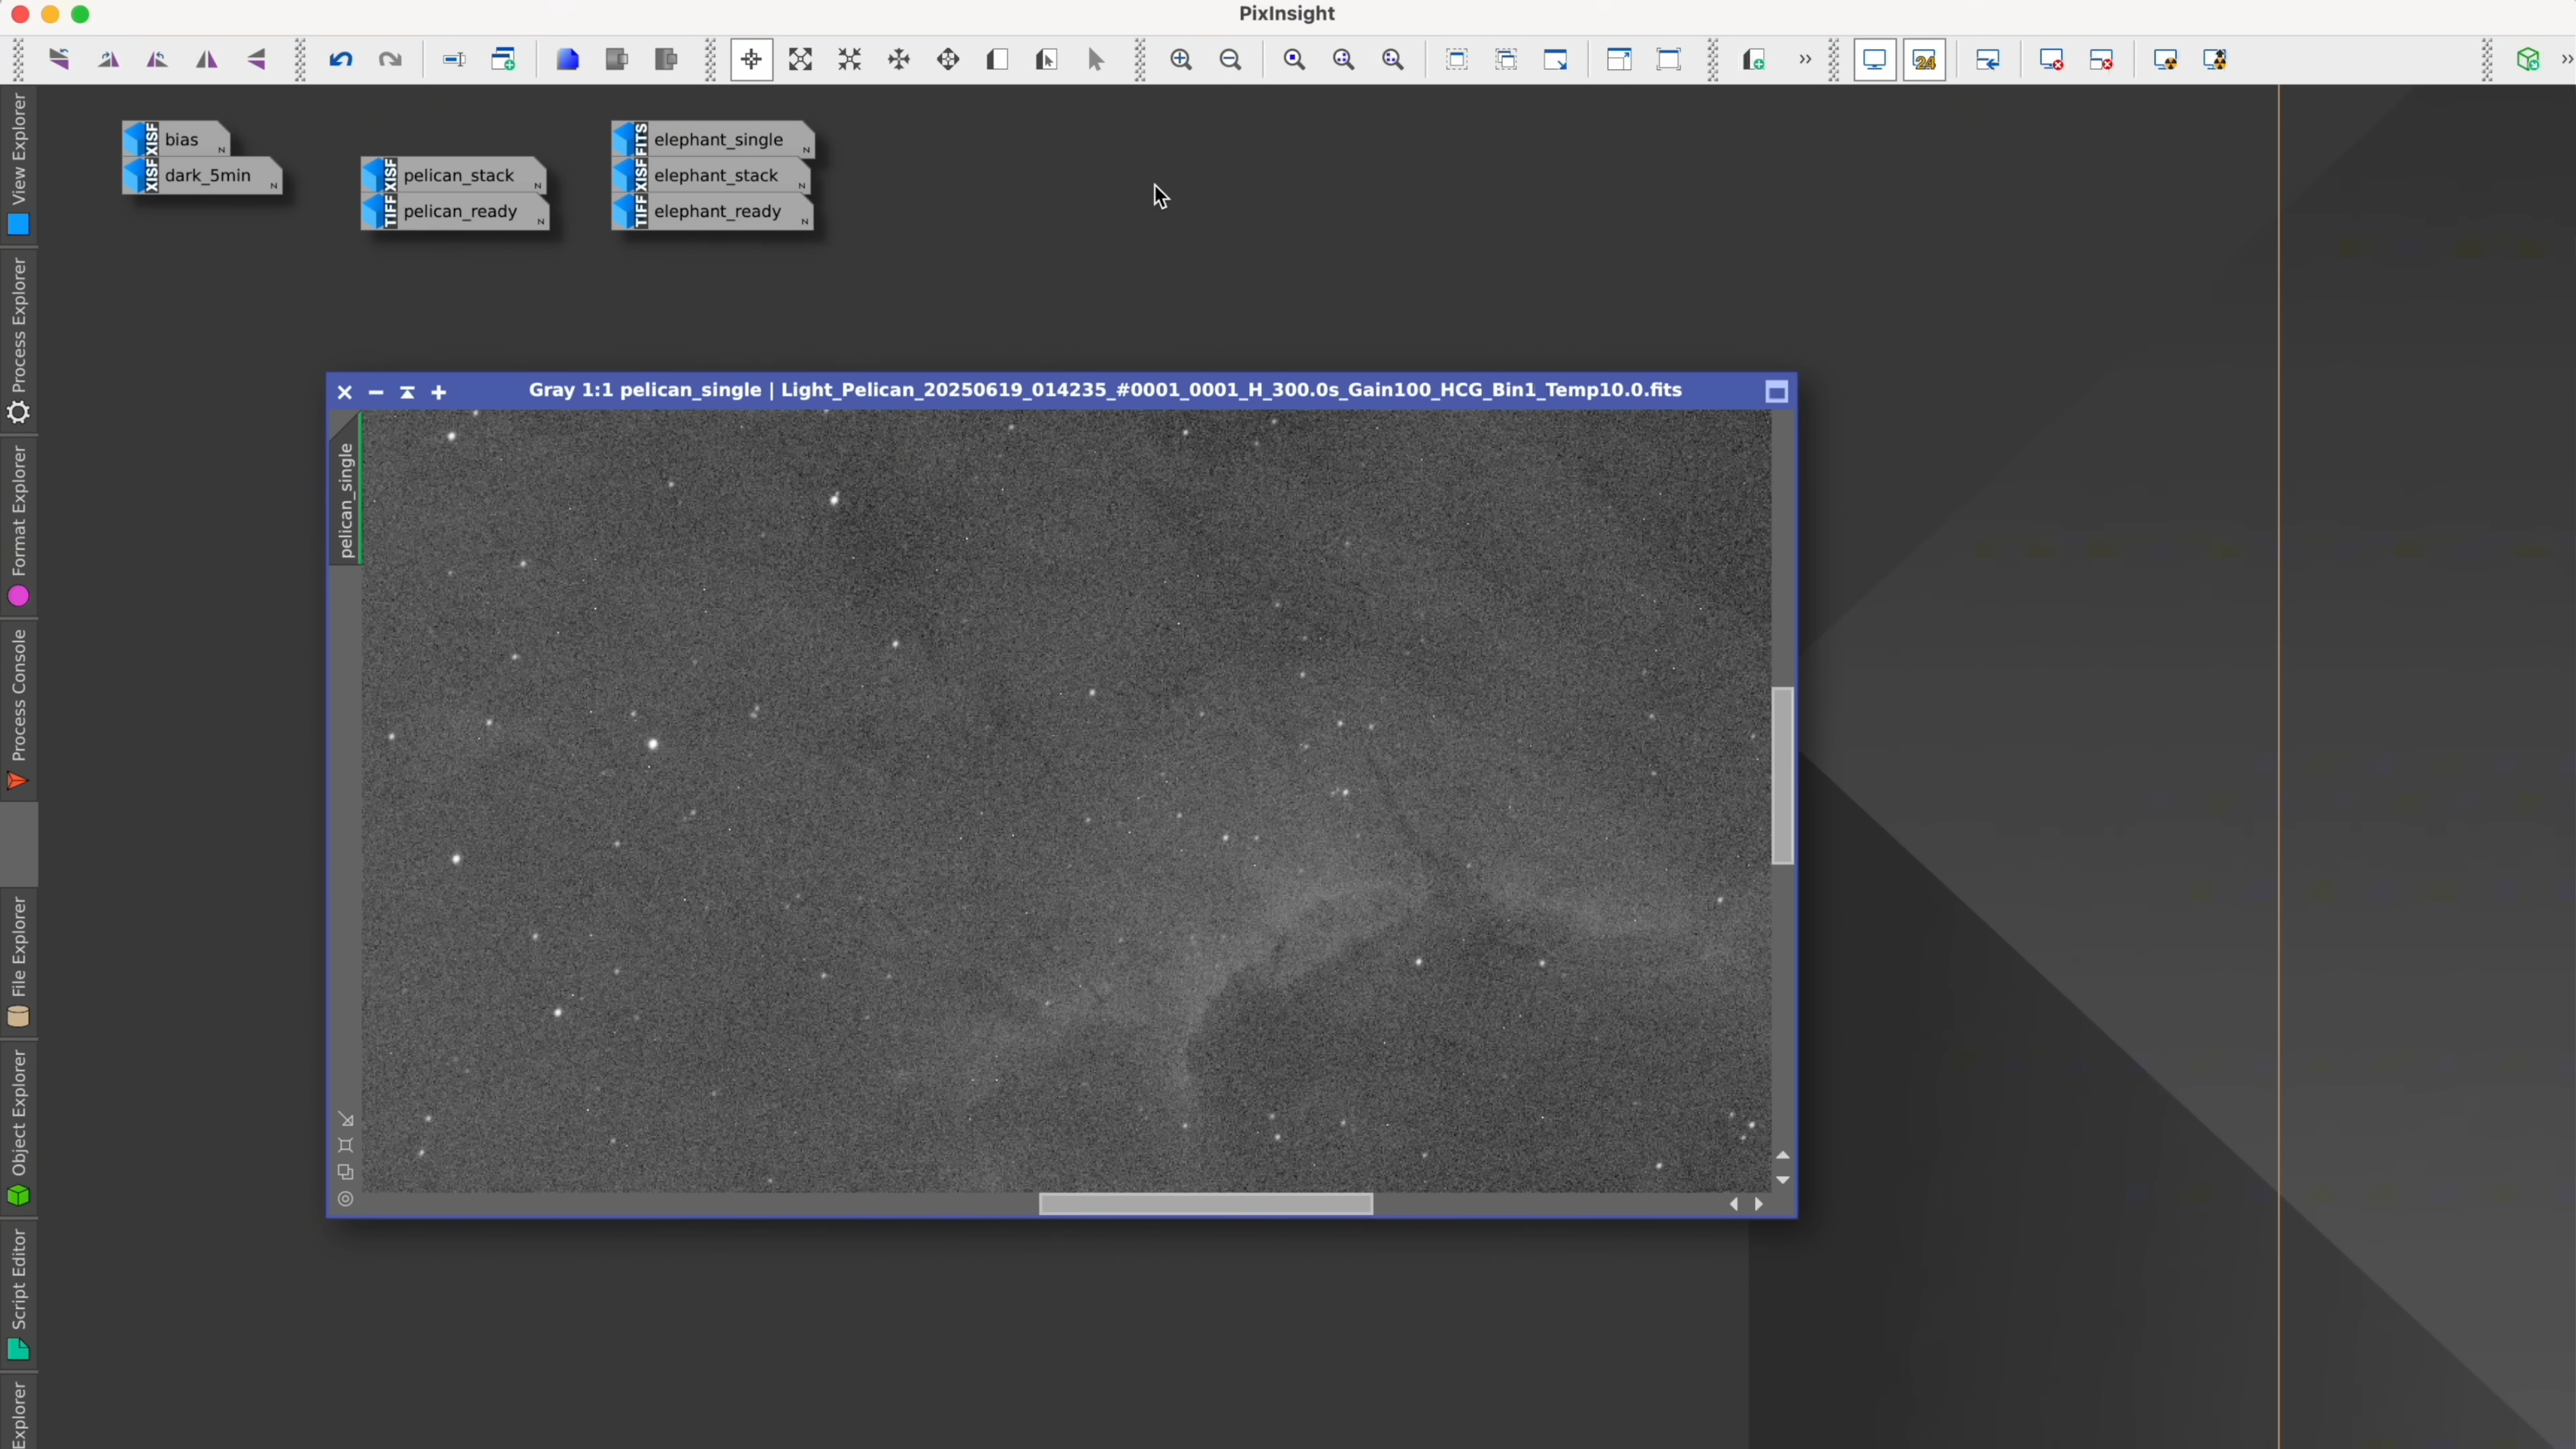 PixInsight
24
View Explorer
Process Explorer
Format Explorer
Process Console
File Explorer
Object Explorer
Script Editor
Explorer
XISF bias N
XISF dark_5min N
XISF pelican_stack N
TIFF pelican_ready N
FITS elephant_single N
XISF elephant_stack N
TIFF elephant_ready N
Gray 1:1 pelican_single | Light_Pelican_20250619_014235_#0001_0001_H_300.0s_Gain100_HCG_Bin1_Temp10.0.fits
pelican_single